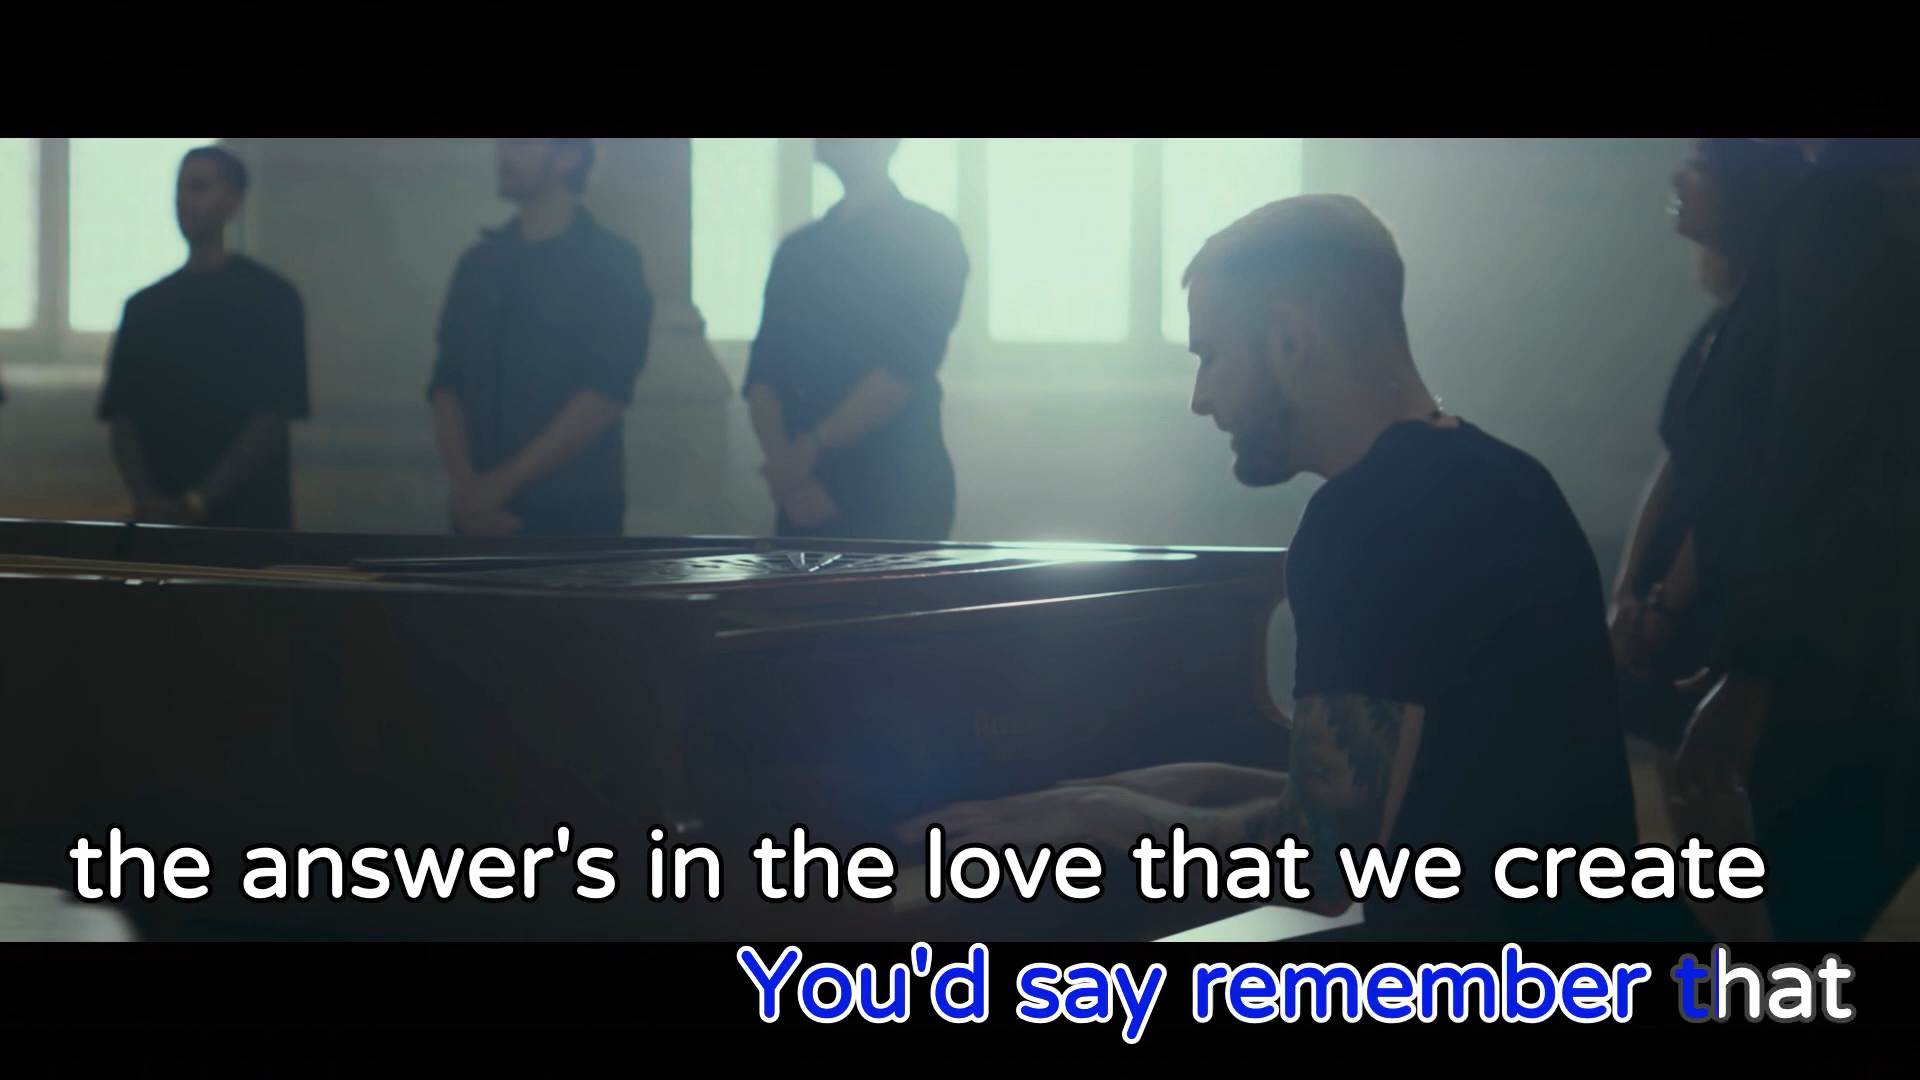 the answer's in the love that we create
You'd say remember that